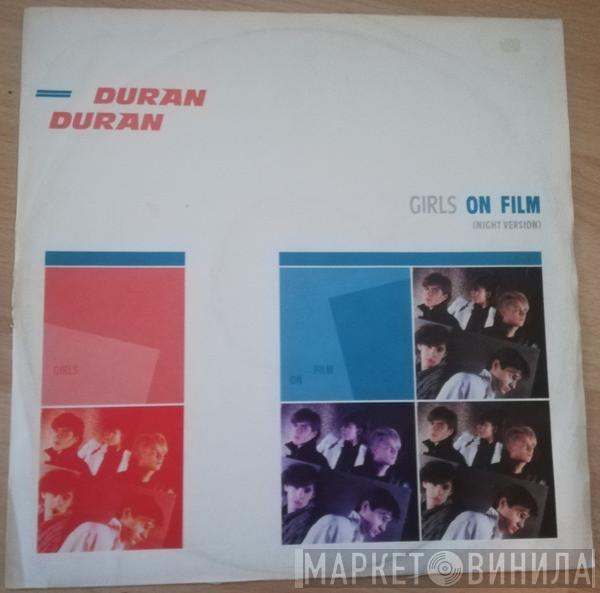 DURAN
DURAN
GIRLS ON FILM
(NIGHT VERSION)
GIRLS
FILM
ON
МАРКЕТ ВИНИЛА